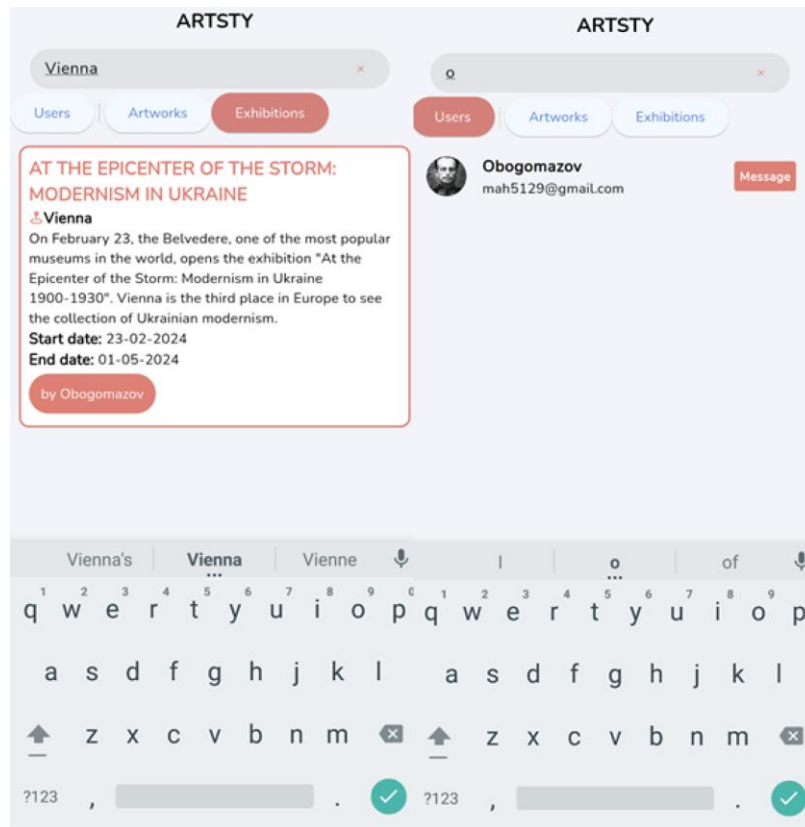 ARTSTY
Vienna ×
Users Artworks Exhibitions
AT THE EPICENTER OF THE STORM:
MODERNISM IN UKRAINE
Vienna
On February 23, the Belvedere, one of the most popular
museums in the world, opens the exhibition "At the
Epicenter of the Storm: Modernism in Ukraine
1900-1930". Vienna is the third place in Europe to see
the collection of Ukrainian modernism.
Start date: 23-02-2024
End date: 01-05-2024
by Obogomazov
Vienna's Vienna Vienne
1 2 3 4 5 6 7 8 9 0
q w e r t y u i o p
a s d f g h j k l
z x c v b n m
?123 , .
ARTSTY
o ×
Users Artworks Exhibitions
Obogomazov
mah5129@gmail.com
Message
I o of
1 2 3 4 5 6 7 8 9
q w e r t y u i o p
a s d f g h j k l
z x c v b n m
?123 , .